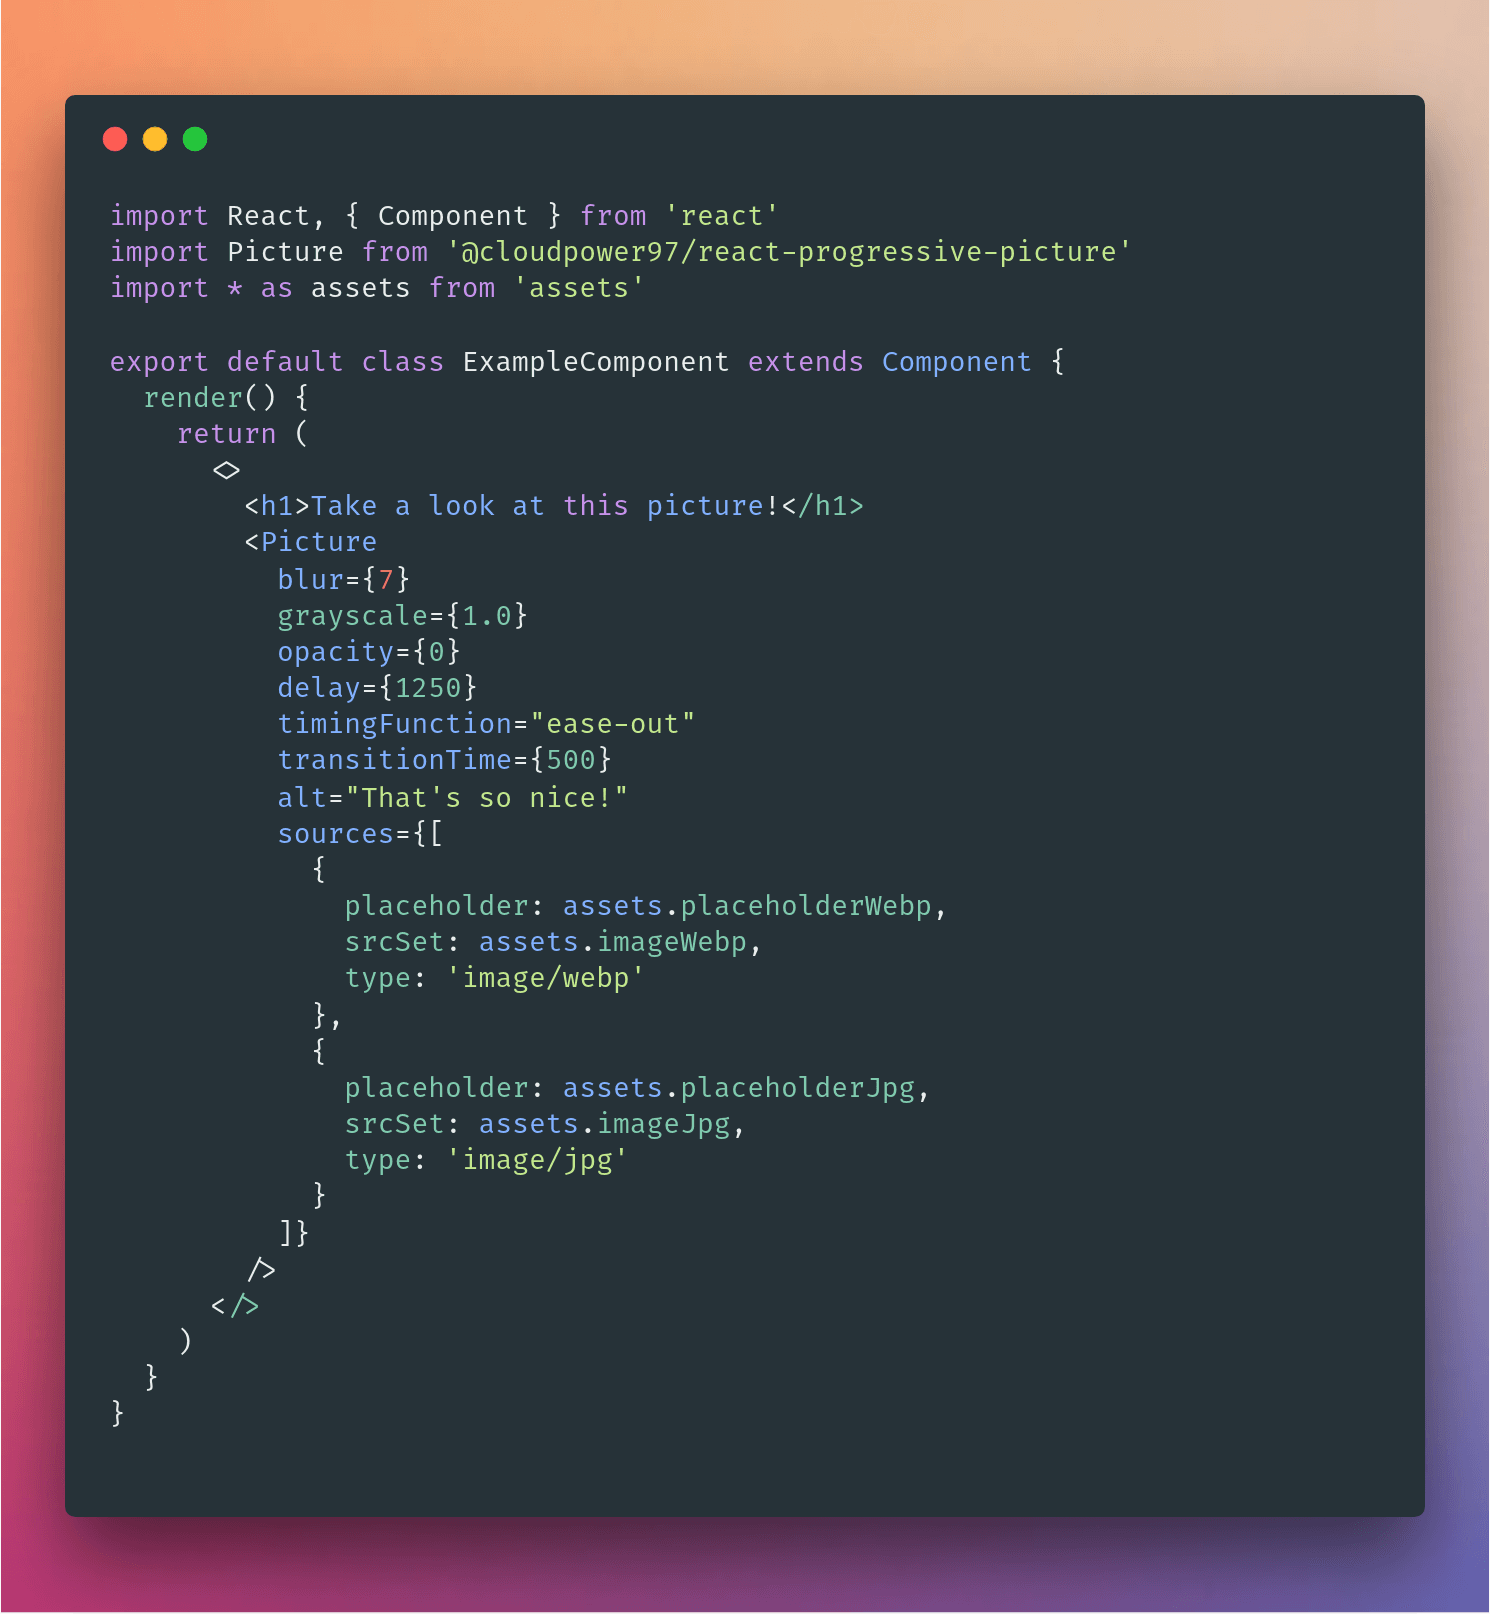 import React, { Component } from 'react'
import Picture from '@cloudpower97/react-progressive-picture'
import * as assets from 'assets'

export default class ExampleComponent extends Component {
  render() {
    return (
      <>
        <h1>Take a look at this picture!</h1>
        <Picture
          blur={7}
          grayscale={1.0}
          opacity={0}
          delay={1250}
          timingFunction="ease-out"
          transitionTime={500}
          alt="That's so nice!"
          sources={[
            {
              placeholder: assets.placeholderWebp,
              srcSet: assets.imageWebp,
              type: 'image/webp'
            },
            {
              placeholder: assets.placeholderJpg,
              srcSet: assets.imageJpg,
              type: 'image/jpg'
            }
          ]}
        />
      </>
    )
  }
}